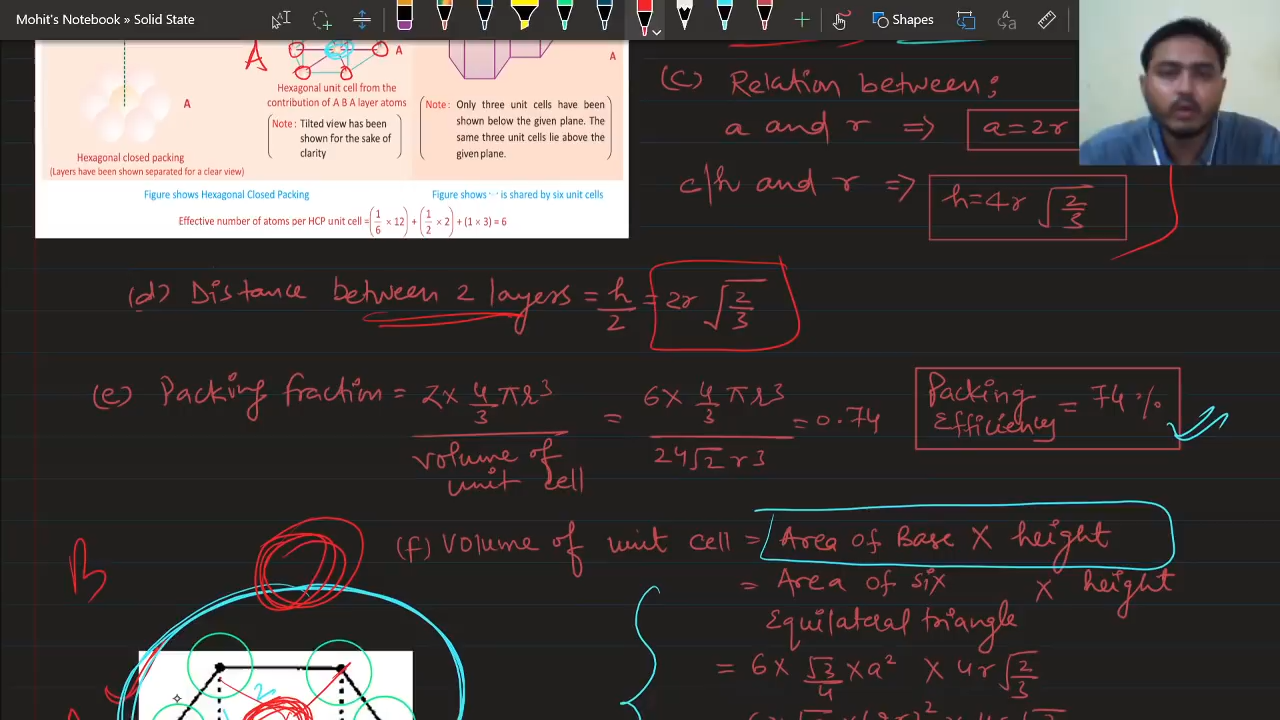 Mohit's Notebook » Solid State
Shapes
A
A
A
A
Hexagonal unit cell from the
contribution of A B A layer atoms
Note: Tilted view has been
shown for the sake of
clarity
Note: Only three unit cells have been
shown below the given plane. The
same three unit cells lie above the
given plane.
Hexagonal closed packing
(Layers have been shown separated for a clear view)
Figure shows Hexagonal Closed Packing
Figure shows is shared by six unit cells
Effective number of atoms per HCP unit cell = (1/6 × 12) + (1/2 × 2) + (1 × 3) = 6
(c) Relation between;
a and r ⇒ a=2r
c/h and r ⇒ h=4r √2/3
(d) Distance between 2 layers = h/2 = 2r √2/3
(e) Packing fraction = Z× 4/3 πr³ / volume of unit cell = 6× 4/3 πr³ / 24√2 r3 = 0.74
Packing Efficiency = 74 %
B
(f) Volume of unit cell = Area of Base X height
= Area of six Equilateral triangle X height
= 6× √3/4 ×a² × 4r √2/3